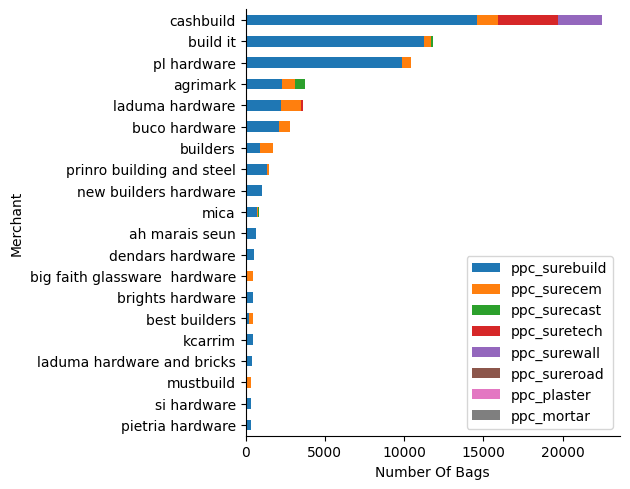 cashbuild
build it
pl hardware
agrimark
laduma hardware
buco hardware
builders
prinro building and steel
new builders hardware
mica
ah marais seun
dendars hardware
big faith glassware  hardware
brights hardware
best builders
kcarrim
laduma hardware and bricks
mustbuild
si hardware
pietria hardware
Merchant
ppc_surebuild
ppc_surecem
ppc_surecast
ppc_suretech
ppc_surewall
ppc_sureroad
ppc_plaster
ppc_mortar
0 5000 10000 15000 20000
Number Of Bags